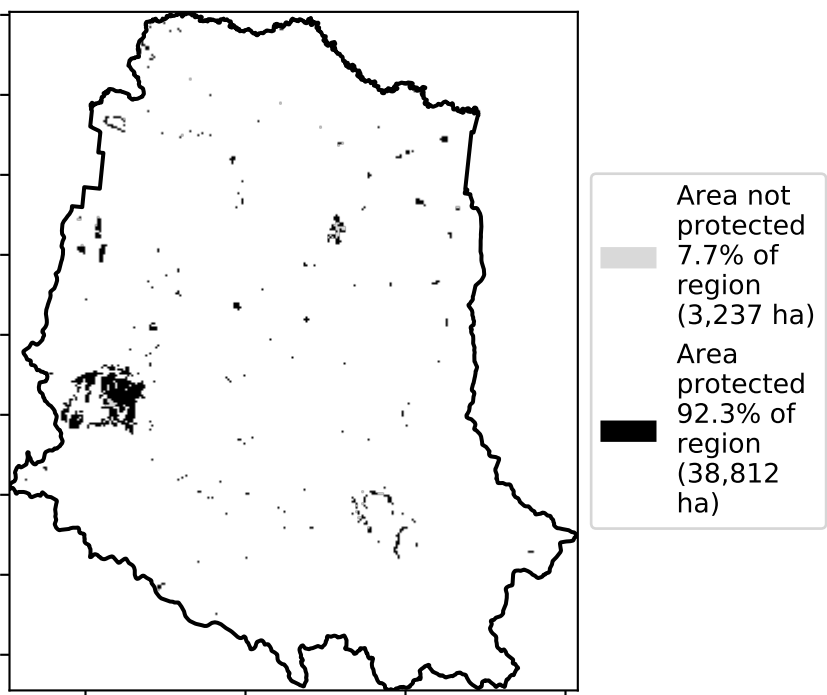 Area not
protected
7.7% of
region
(3,237 ha)
Area
protected
92.3% of
region
(38,812
ha)